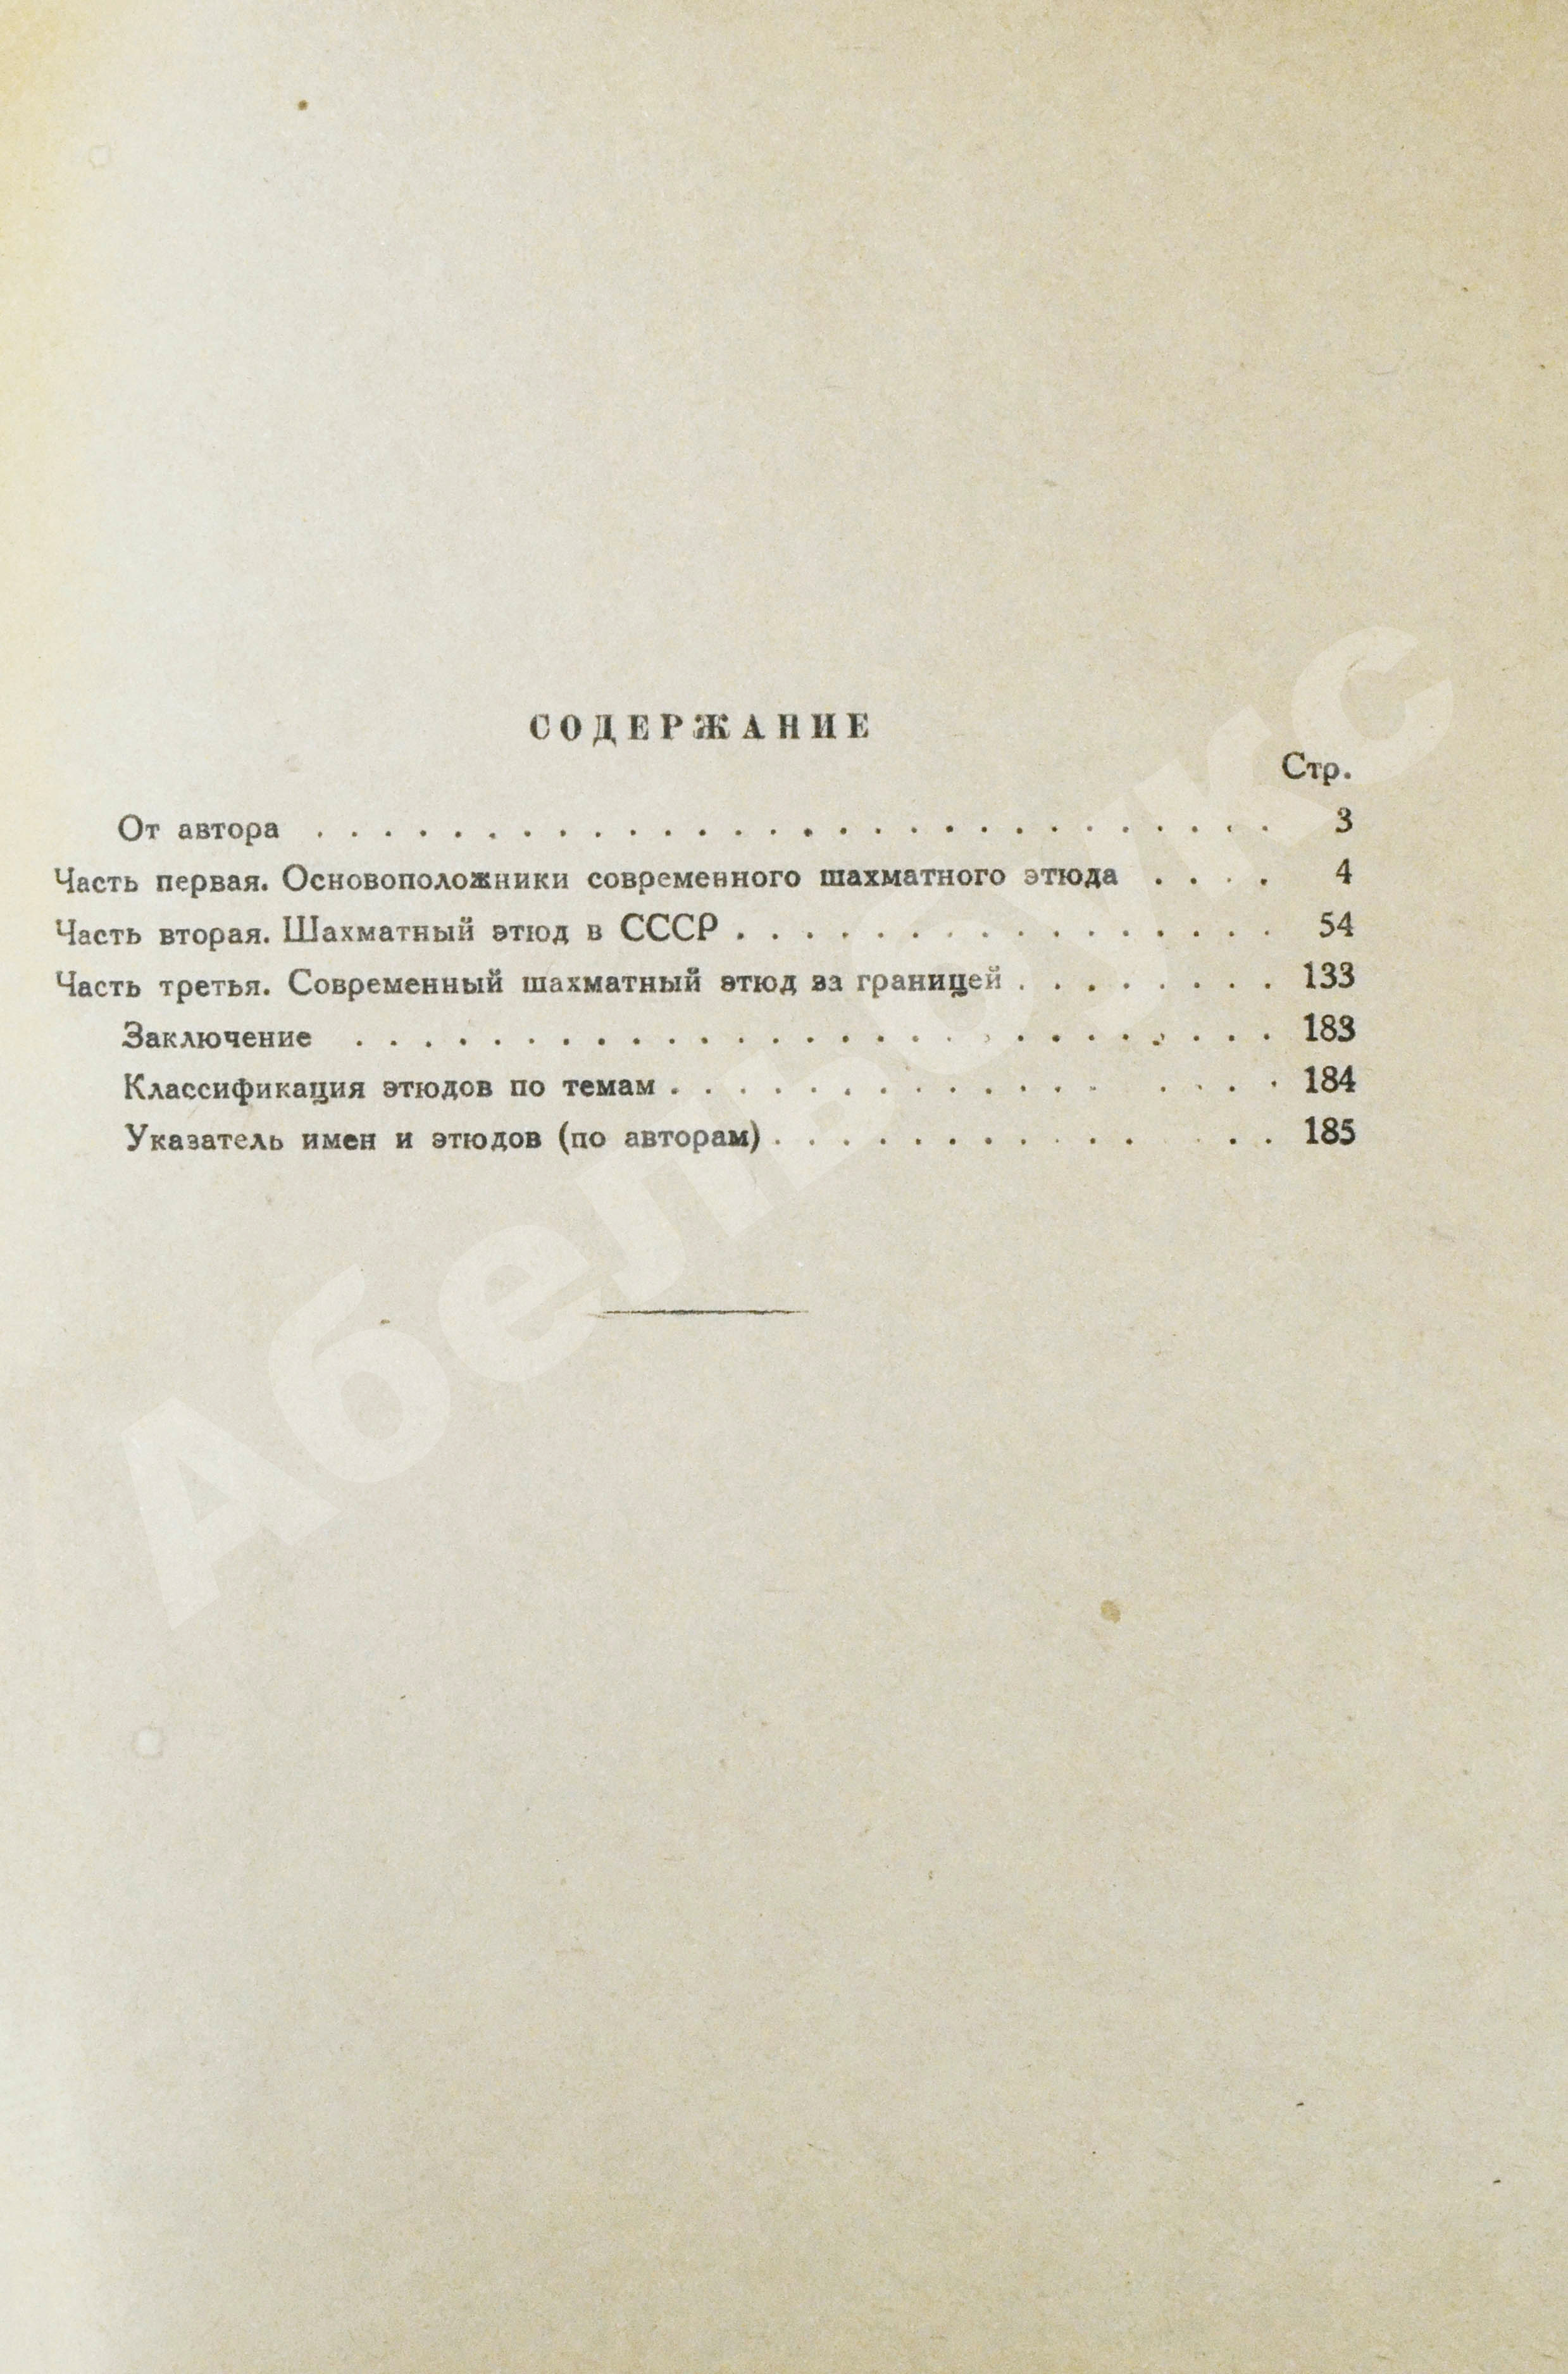 СОДЕРЖАНИЕ
Стр.
От автора . . . . . . . . . . . . . . . . . . . . . . . . . . . . 3
Часть первая. Основоположники современного шахматного этюда . . . . 4
Часть вторая. Шахматный этюд в СССР . . . . . . . . . . . . . . . . 54
Часть третья. Современный шахматный этюд за границей . . . . . . . . 133
Заключение . . . . . . . . . . . . . . . . . . . . . . . . . . . 183
Классификация этюдов по темам . . . . . . . . . . . . . . . . . 184
Указатель имен и этюдов (по авторам) . . . . . . . . . . . . . 185
Абельбукс